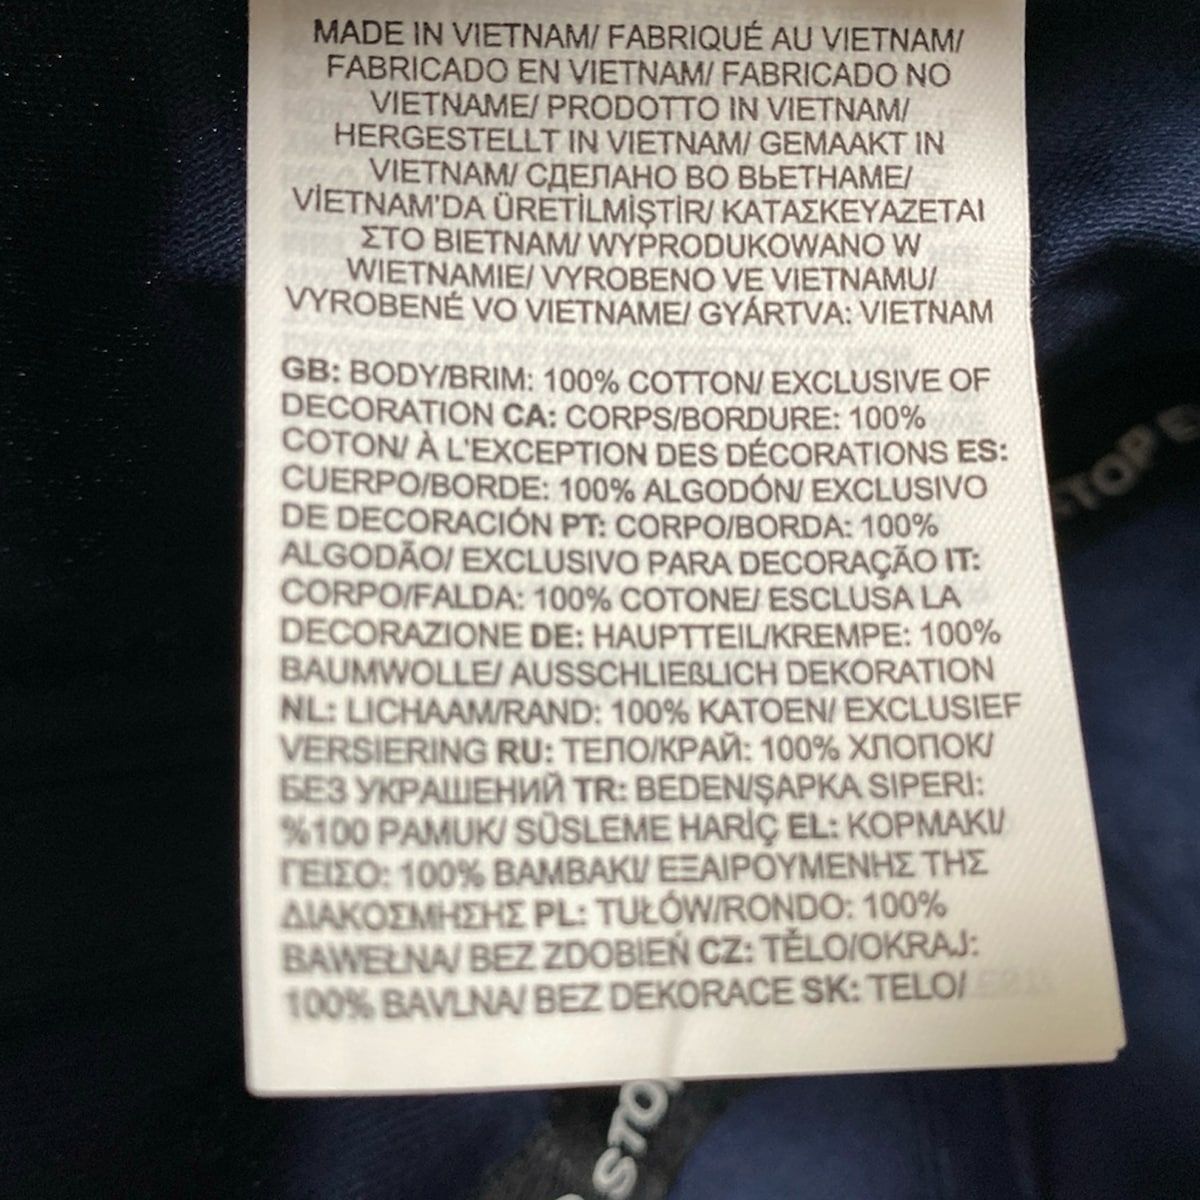 MADE IN VIETNAM/ FABRIQUÉ AU VIETNAM/
FABRICADO EN VIETNAM/ FABRICADO NO
VIETNAME/ PRODOTTO IN VIETNAM/
HERGESTELLT IN VIETNAM/ GEMAAKT IN
VIETNAM/ СДЕЛАНО ВО ВЬЕТНАМЕ/
VİETNAM'DA ÜRETİLMİŞTİR/ ΚΑΤΑΣΚΕΥΑΖΕΤΑΙ
ΣΤΟ ΒΙΕΤΝΑΜ/ WYPRODUKOWANO W
WIETNAMIE/ VYROBENO VE VIETNAMU/
VYROBENÉ VO VIETNAME/ GYÁRTVA: VIETNAM
GB: BODY/BRIM: 100% COTTON/ EXCLUSIVE OF
DECORATION CA: CORPS/BORDURE: 100%
COTON/ À L'EXCEPTION DES DÉCORATIONS ES:
CUERPO/BORDE: 100% ALGODÓN/ EXCLUSIVO
DE DECORACIÓN PT: CORPO/BORDA: 100%
ALGODÃO/ EXCLUSIVO PARA DECORAÇÃO IT:
CORPO/FALDA: 100% COTONE/ ESCLUSA LA
DECORAZIONE DE: HAUPTTEIL/KREMPE: 100%
BAUMWOLLE/ AUSSCHLIEßLICH DEKORATION
NL: LICHAAM/RAND: 100% KATOEN/ EXCLUSIEF
VERSIERING RU: ТЕЛО/КРАЙ: 100% ХЛОПОК/
БЕЗ УКРАШЕНИЙ TR: BEDEN/ŞAPKA SIPERI:
%100 PAMUK/ SÜSLEME HARİÇ EL: ΚΟΡΜΑΚΙ/
ΓΕΙΣΟ: 100% ΒΑΜΒΑΚΙ/ ΕΞΑΙΡΟΥΜΕΝΗΣ ΤΗΣ
ΔΙΑΚΟΣΜΗΣΗΣ PL: TUŁÓW/RONDO: 100%
BAWEŁNA/ BEZ ZDOBIEŃ CZ: TĚLO/OKRAJ:
100% BAVLNA/ BEZ DEKORACE SK: TELO/
STOP
STOP